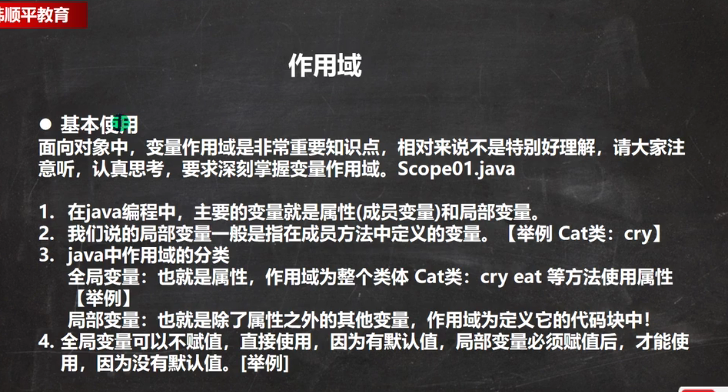 韩顺平教育
作用域
● 基本使用
面向对象中，变量作用域是非常重要知识点，相对来说不是特别好理解，请大家注
意听，认真思考，要求深刻掌握变量作用域。Scope01.java
1. 在java编程中，主要的变量就是属性(成员变量)和局部变量。
2. 我们说的局部变量一般是指在成员方法中定义的变量。【举例 Cat类：cry】
3. java中作用域的分类
全局变量：也就是属性，作用域为整个类体 Cat类：cry eat 等方法使用属性
【举例】
局部变量：也就是除了属性之外的其他变量，作用域为定义它的代码块中！
4. 全局变量可以不赋值，直接使用，因为有默认值，局部变量必须赋值后，才能使
用，因为没有默认值。[举例]